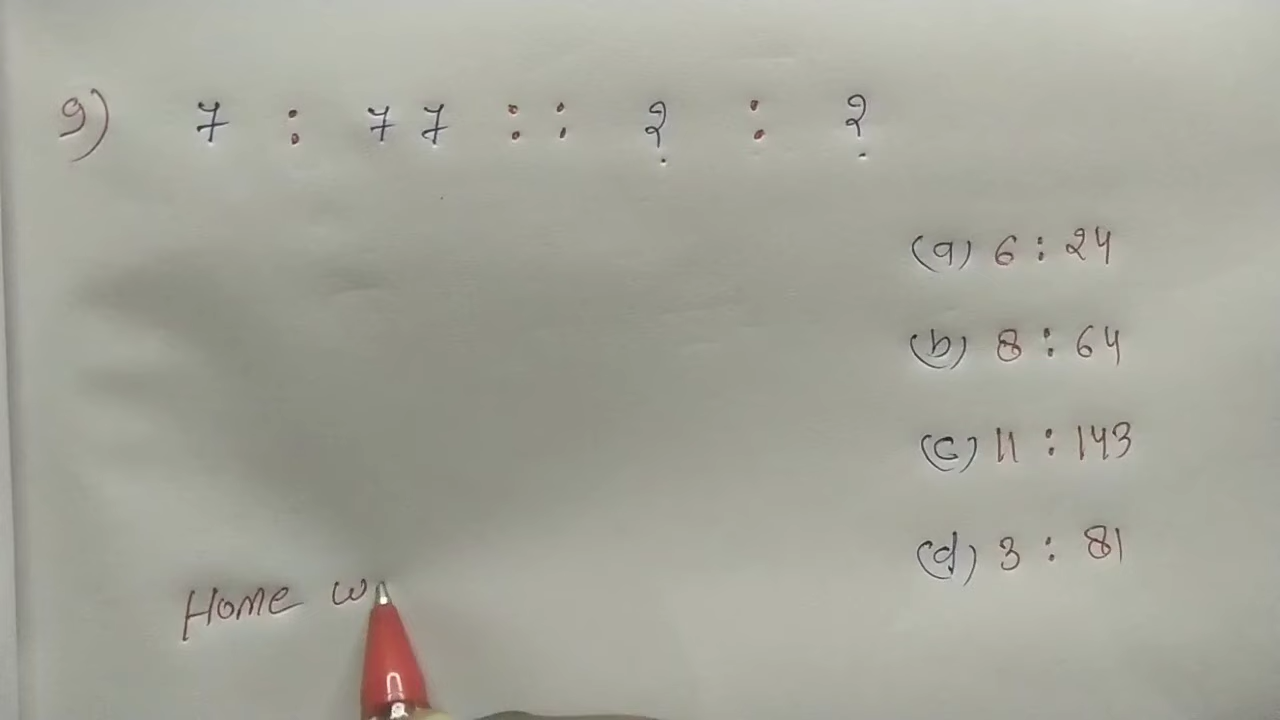 9) 7 : 77 :: ? : ?
(a) 6 : 24
(b) 8 : 64
(c) 11 : 143
(d) 3 : 81
Home w